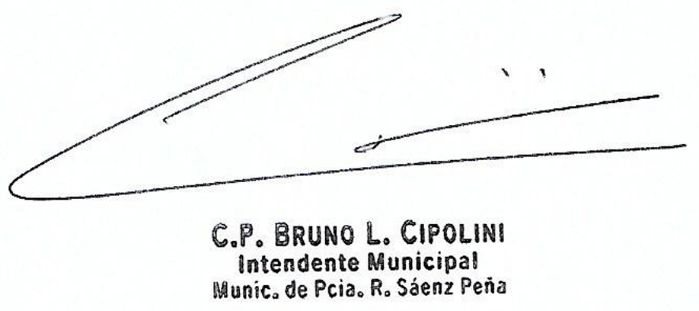 C.P. BRUNO L. CIPOLINI
Intendente Municipal
Munic. de Pcia. R. Sáenz Peña